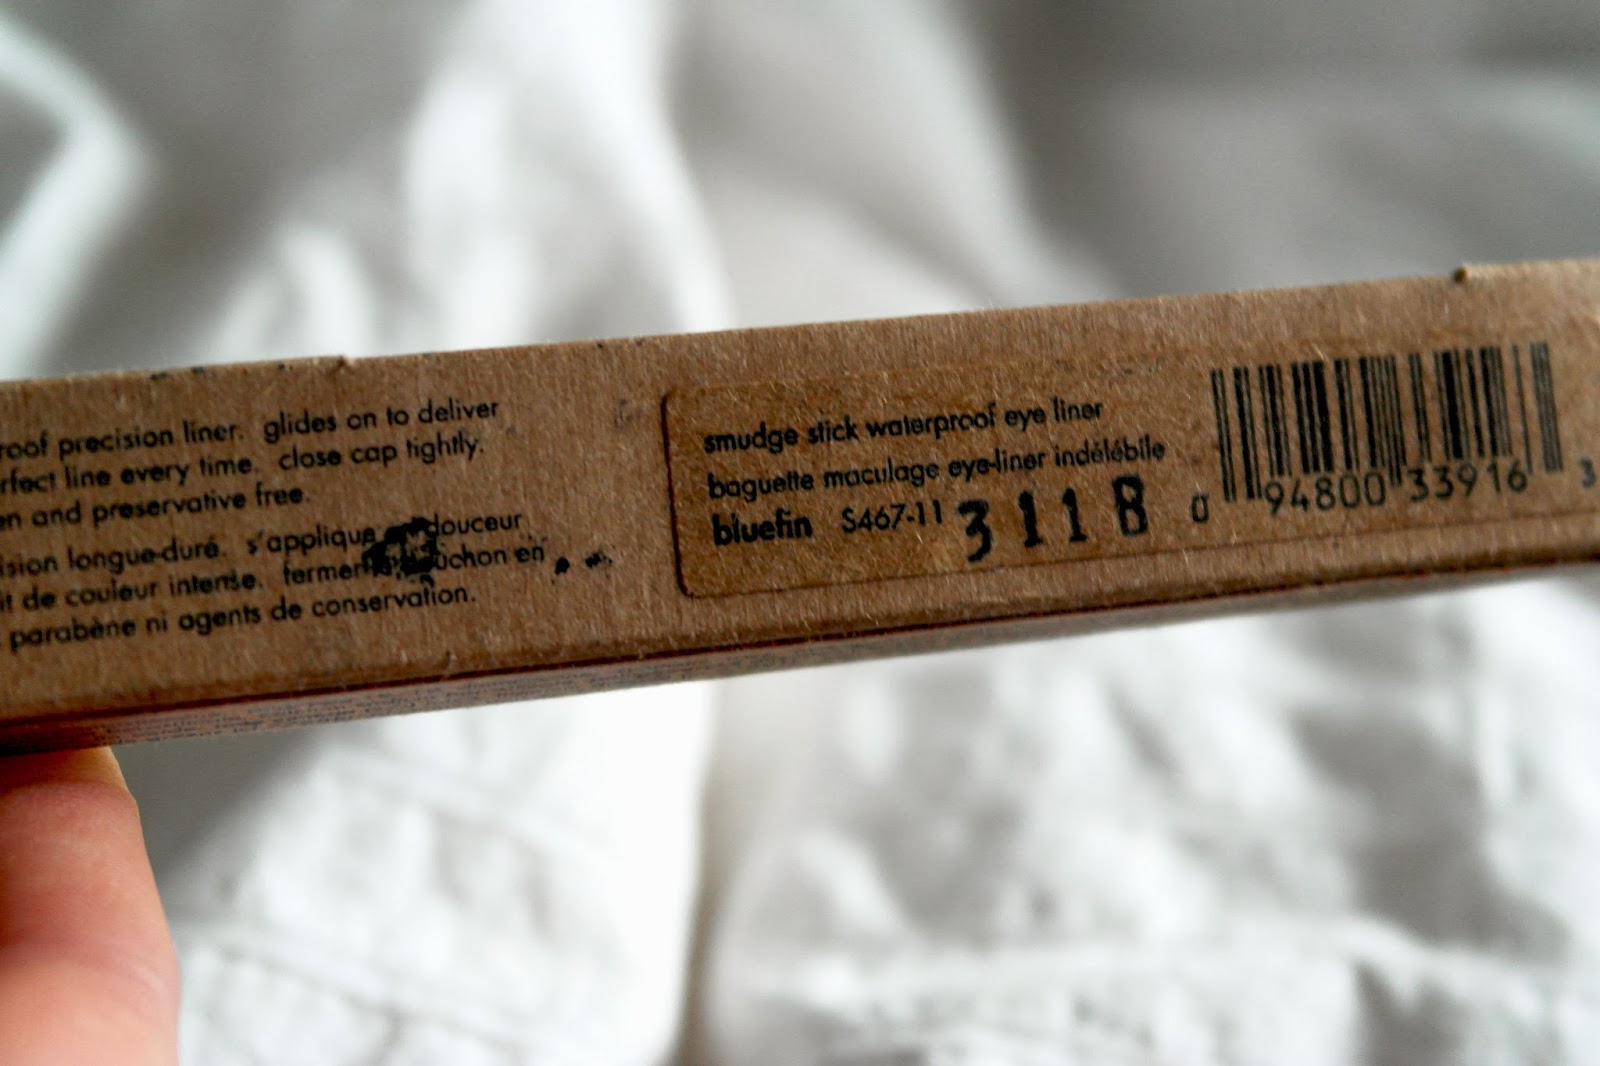 roof precision liner. glides on to deliver
rfect line every time. close cap tightly.
en and preservative free.
ision longue-duré. s'applique douceur
it de couleur intense. fermer uchon en
parabène ni agents de conservation.
smudge stick waterproof eye liner
baguette maculage eye-liner indélébile
bluefin S467-11 3118
0 94800 33916 3